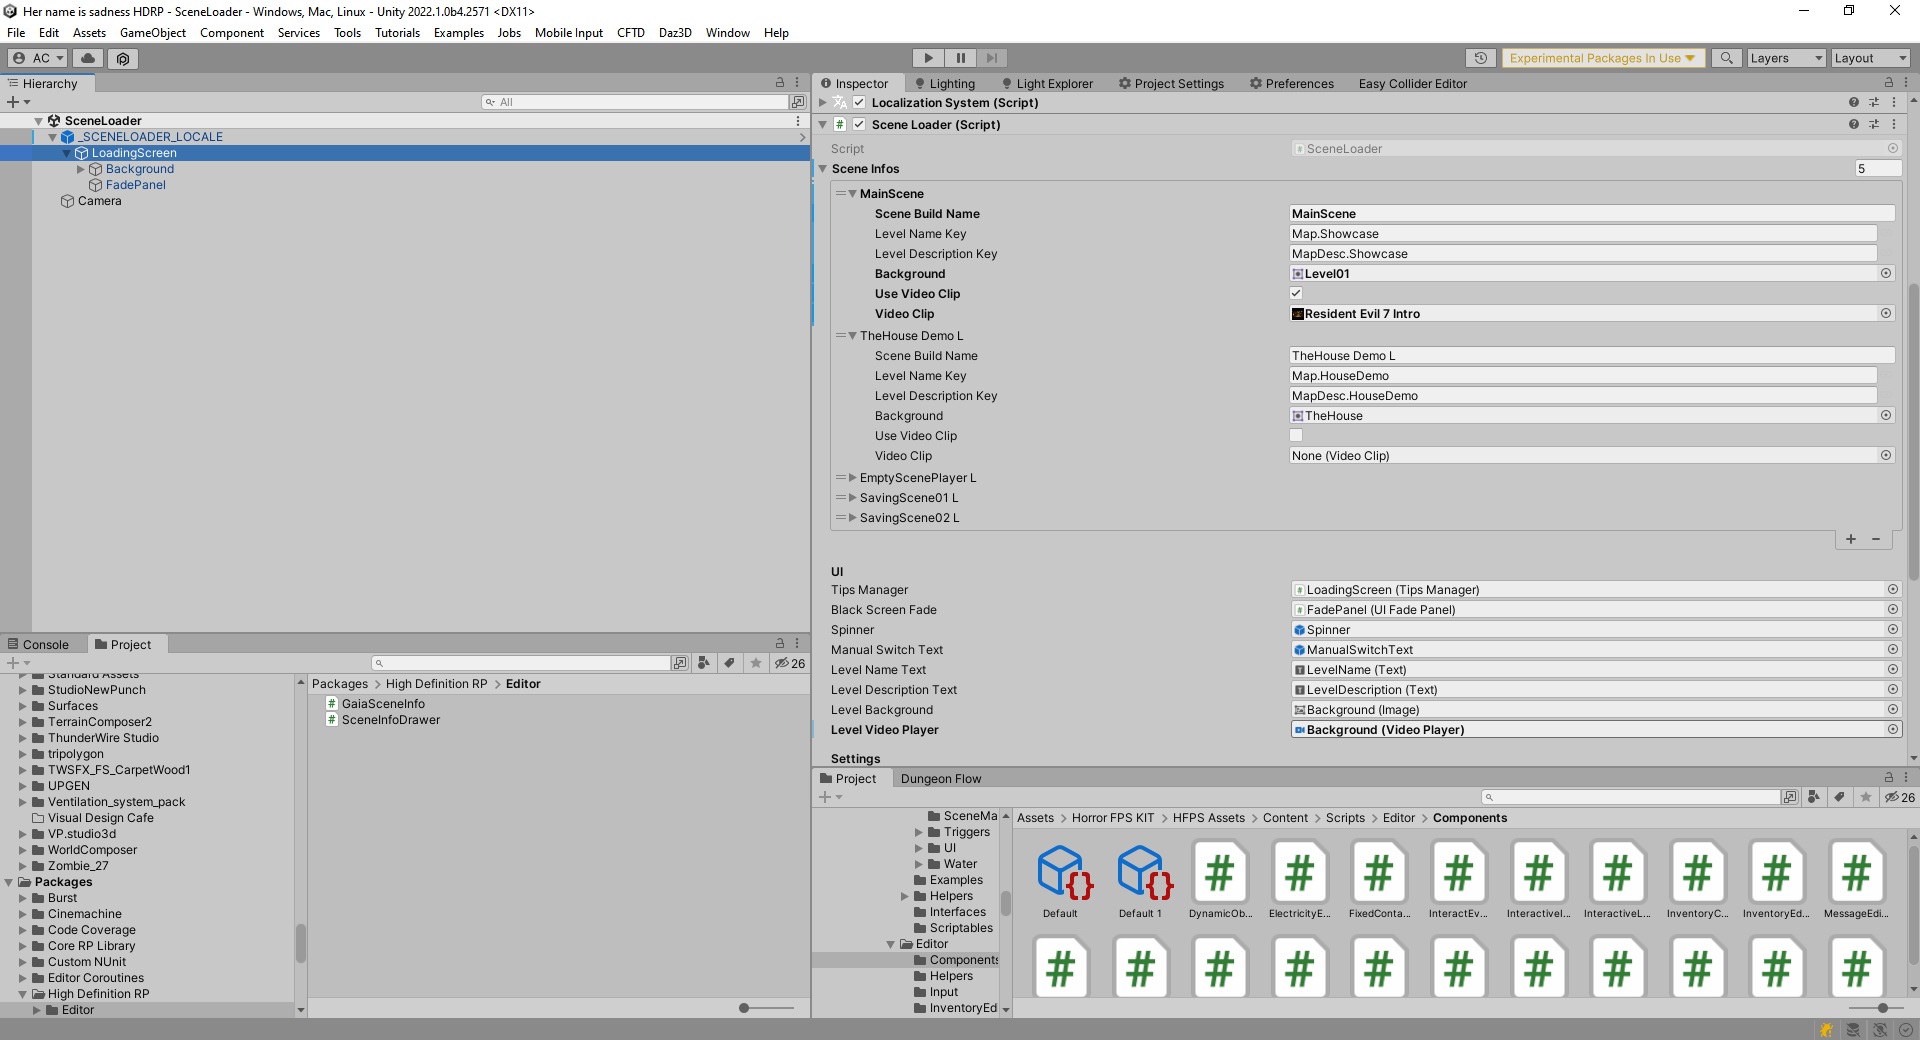 Her name is sadness HDRP - SceneLoader - Windows, Mac, Linux - Unity 2022.1.0b4.2571 <DX11>
File Edit Assets GameObject Component Services Tools Tutorials Examples Jobs Mobile Input CFTD Daz3D Window Help
AC
Experimental Packages In Use
Layers
Layout
Hierarchy
All
SceneLoader
_SCENELOADER_LOCALE
LoadingScreen
Background
FadePanel
Camera
Inspector Lighting Light Explorer Project Settings Preferences Easy Collider Editor
Localization System (Script)
# Scene Loader (Script)
Script SceneLoader
Scene Infos 5
MainScene
Scene Build Name MainScene
Level Name Key Map.Showcase
Level Description Key MapDesc.Showcase
Background Level01
Use Video Clip
Video Clip Resident Evil 7 Intro
TheHouse Demo L
Scene Build Name TheHouse Demo L
Level Name Key Map.HouseDemo
Level Description Key MapDesc.HouseDemo
Background TheHouse
Use Video Clip
Video Clip None (Video Clip)
EmptyScenePlayer L
SavingScene01 L
SavingScene02 L
UI
Tips Manager LoadingScreen (Tips Manager)
Black Screen Fade FadePanel (UI Fade Panel)
Spinner Spinner
Manual Switch Text ManualSwitchText
Level Name Text LevelName (Text)
Level Description Text LevelDescription (Text)
Level Background Background (Image)
Level Video Player Background (Video Player)
Settings
Console Project
26
Standard Assets
StudioNewPunch
Surfaces
TerrainComposer2
ThunderWire Studio
tripolygon
TWSFX_FS_CarpetWood1
UPGEN
Ventilation_system_pack
Visual Design Cafe
VP.studio3d
WorldComposer
Zombie_27
Packages
Burst
Cinemachine
Code Coverage
Core RP Library
Custom NUnit
Editor Coroutines
High Definition RP
Editor
Packages > High Definition RP > Editor
# GaiaSceneInfo
# SceneInfoDrawer
Project Dungeon Flow
26
SceneMa
Triggers
UI
Water
Examples
Helpers
Interfaces
Scriptables
Editor
Components
Helpers
Input
InventoryEd
Assets > Horror FPS KIT > HFPS Assets > Content > Scripts > Editor > Components
{} {} # # # # # # # # #
Default Default 1 DynamicOb... ElectricityE... FixedConta... InteractEv... InteractiveI... InteractiveL... InventoryC... InventoryEd... MessageEdi...
# # # # # # # # # # #